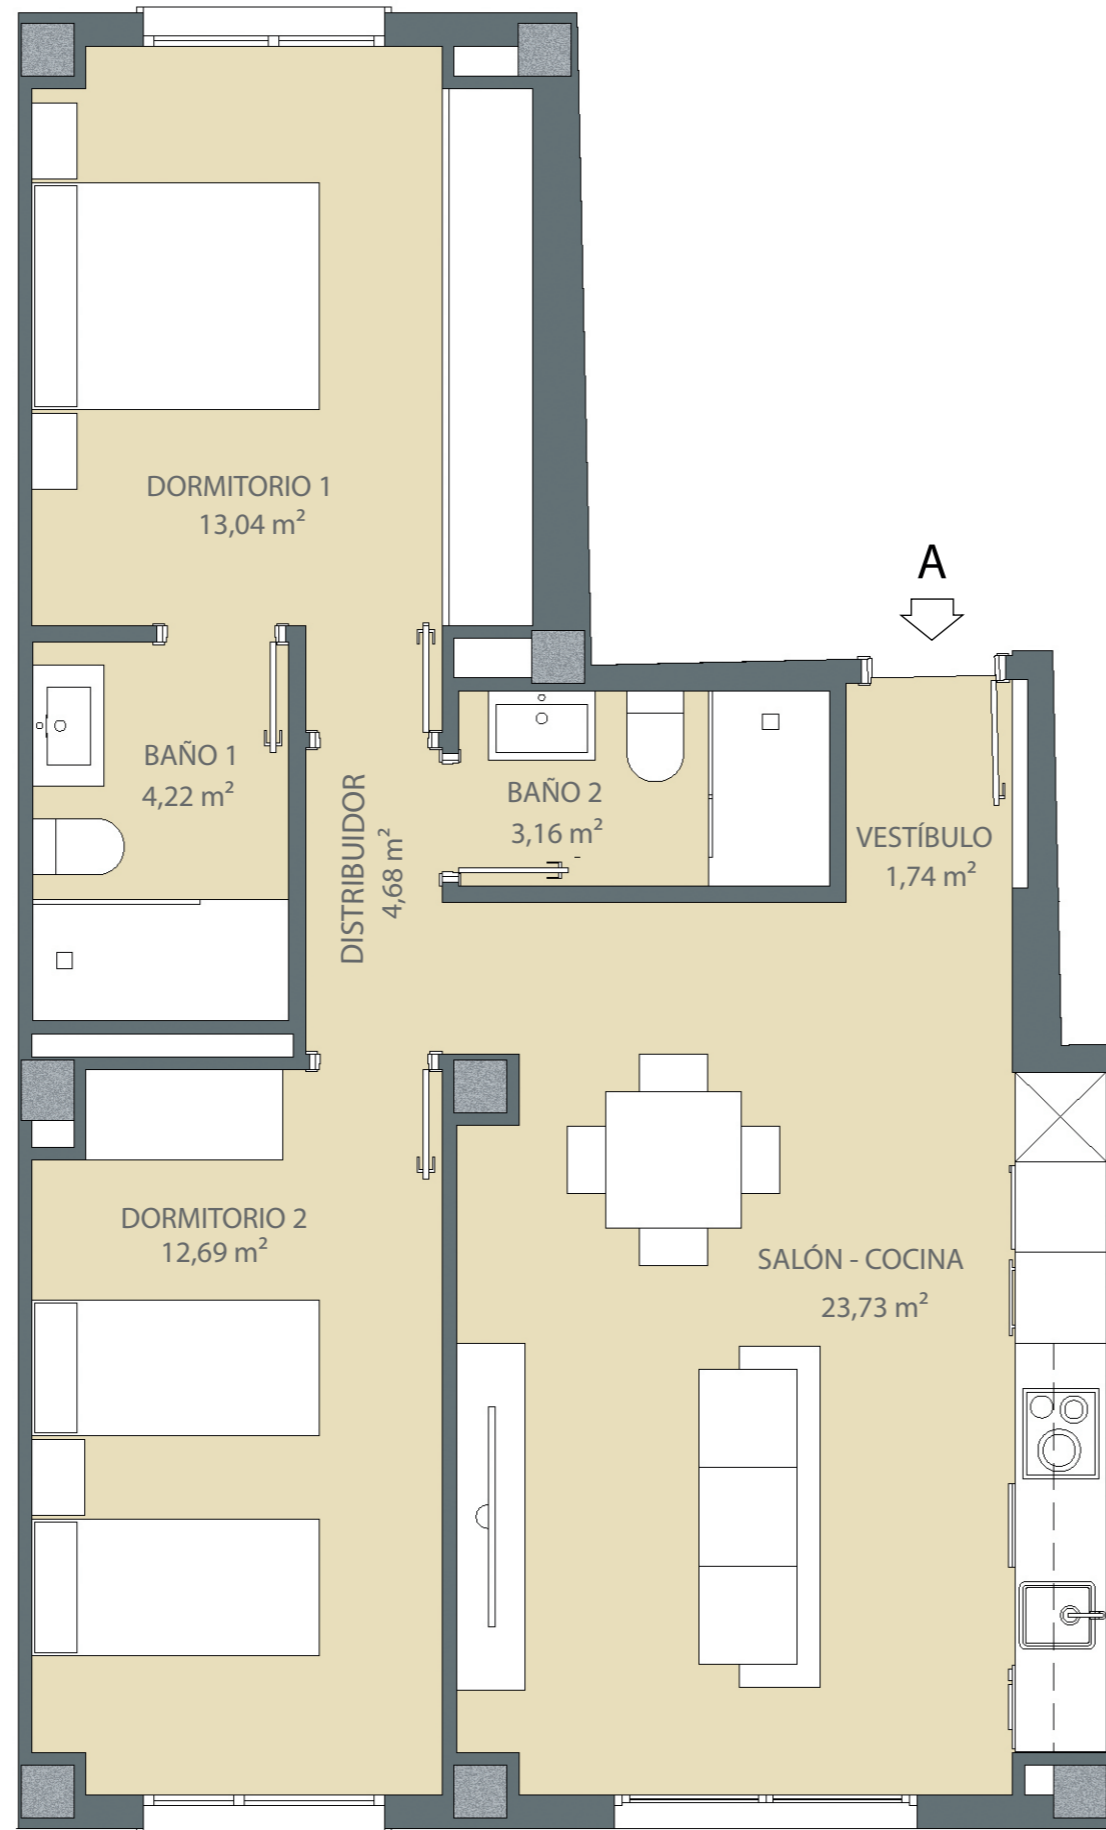 DORMITORIO 1
13,04 m²
A
BAÑO 1
4,22 m²
DISTRIBUIDOR
4,68 m²
BAÑO 2
3,16 m²
VESTÍBULO
1,74 m²
DORMITORIO 2
12,69 m²
SALÓN - COCINA
23,73 m²